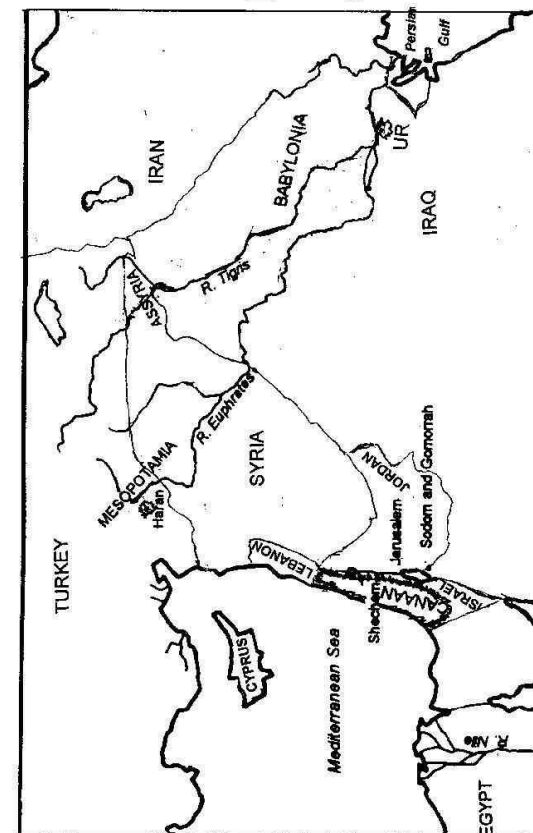 TURKEY
IRAN
MESOPOTAMIA
Haran
ASSYRIA
R. Tigris
R. Euphrates
BABYLONIA
Persian
Gulf
UR
IRAQ
SYRIA
CYPRUS
LEBANON
Mediterranean Sea
JORDAN
Shechem
CANAAN
Jerusalem
Sodom and Gomorrah
ISRAEL
R. Nile
EGYPT